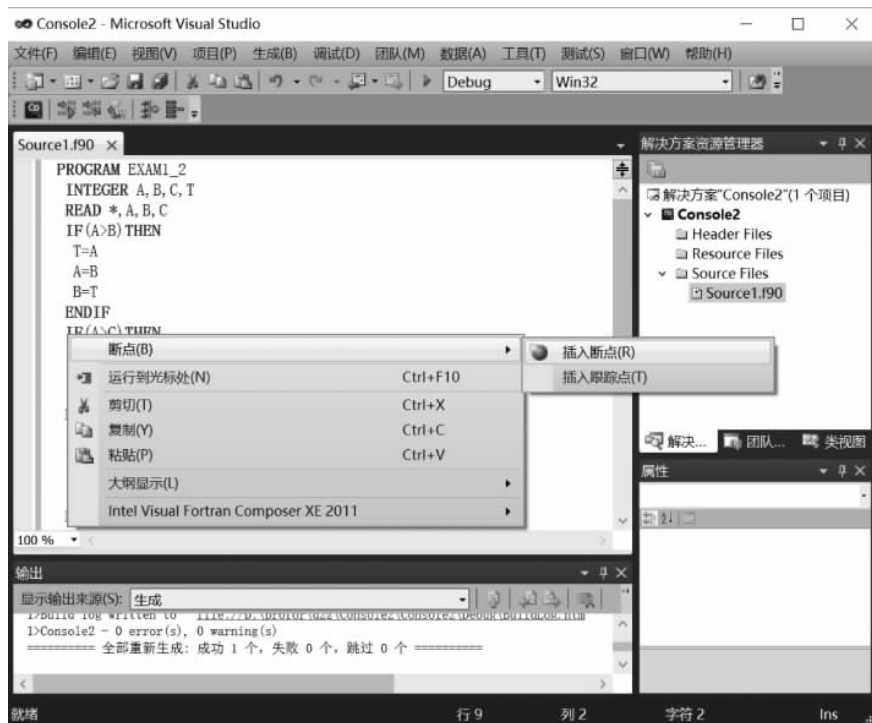 Console2 - Microsoft Visual Studio
文件(F) 编辑(E) 视图(V) 项目(P) 生成(B) 调试(D) 团队(M) 数据(A) 工具(T) 测试(S) 窗口(W) 帮助(H)
Debug Win32
Source1.f90
PROGRAM EXAM1_2
INTEGER A, B, C, T
READ *, A, B, C
IF(A>B)THEN
T=A
A=B
B=T
ENDIF
IF(A>C)THEN
断点(B)
运行到光标处(N) Ctrl+F10
剪切(T) Ctrl+X
复制(Y) Ctrl+C
粘贴(P) Ctrl+V
大纲显示(L)
Intel Visual Fortran Composer XE 2011
插入断点(R)
插入跟踪点(T)
100 %
解决方案资源管理器
解决方案"Console2"(1 个项目)
Console2
Header Files
Resource Files
Source Files
Source1.f90
解决... 团队... 类视图
属性
输出
显示输出来源(S): 生成
1>Build log written to
1>Console2 - 0 error(s), 0 warning(s)
========== 全部重新生成: 成功 1 个，失败 0 个，跳过 0 个 ==========
就绪 行 9 列 2 字符 2 Ins